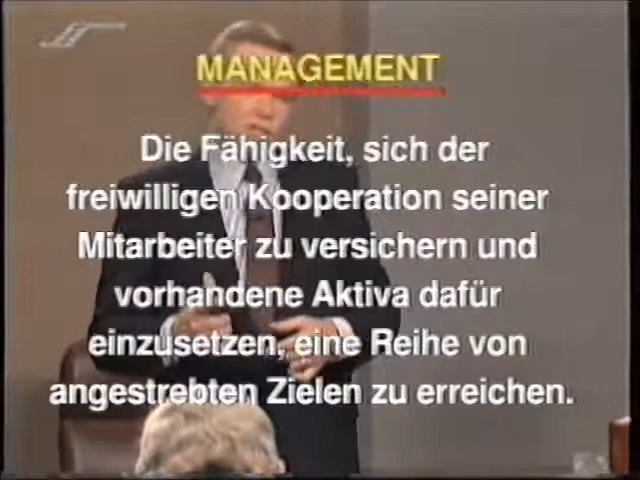 MANAGEMENT
Die Fähigkeit, sich der
freiwilligen Kooperation seiner
Mitarbeiter zu versichern und
vorhandene Aktiva dafür
einzusetzen, eine Reihe von
angestrebten Zielen zu erreichen.